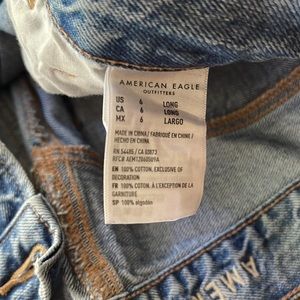 AMERICAN EAGLE
OUTFITTERS
US 6 LONG
CA 6 LONG
MX 6 LARGO
MADE IN CHINA / FABRIQUÉ EN CHINE /
HECHO EN CHINA
RN 54485 / CA 03873
EN 100% COTTON, EXCLUSIVE OF
DECORATION
FR 100% COTON, À L'EXCEPTION DE LA
GARNITURE
SP 100% algodón
AME